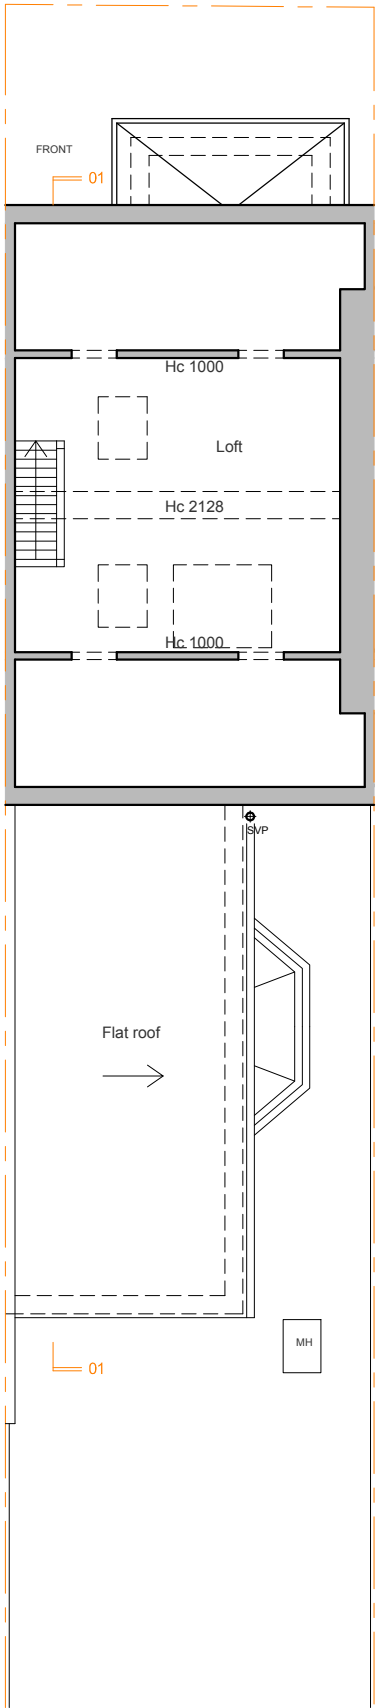 FRONT
01
Hc 1000
Loft
Hc 2128
Hc 1000
SVP
Flat roof
MH
01